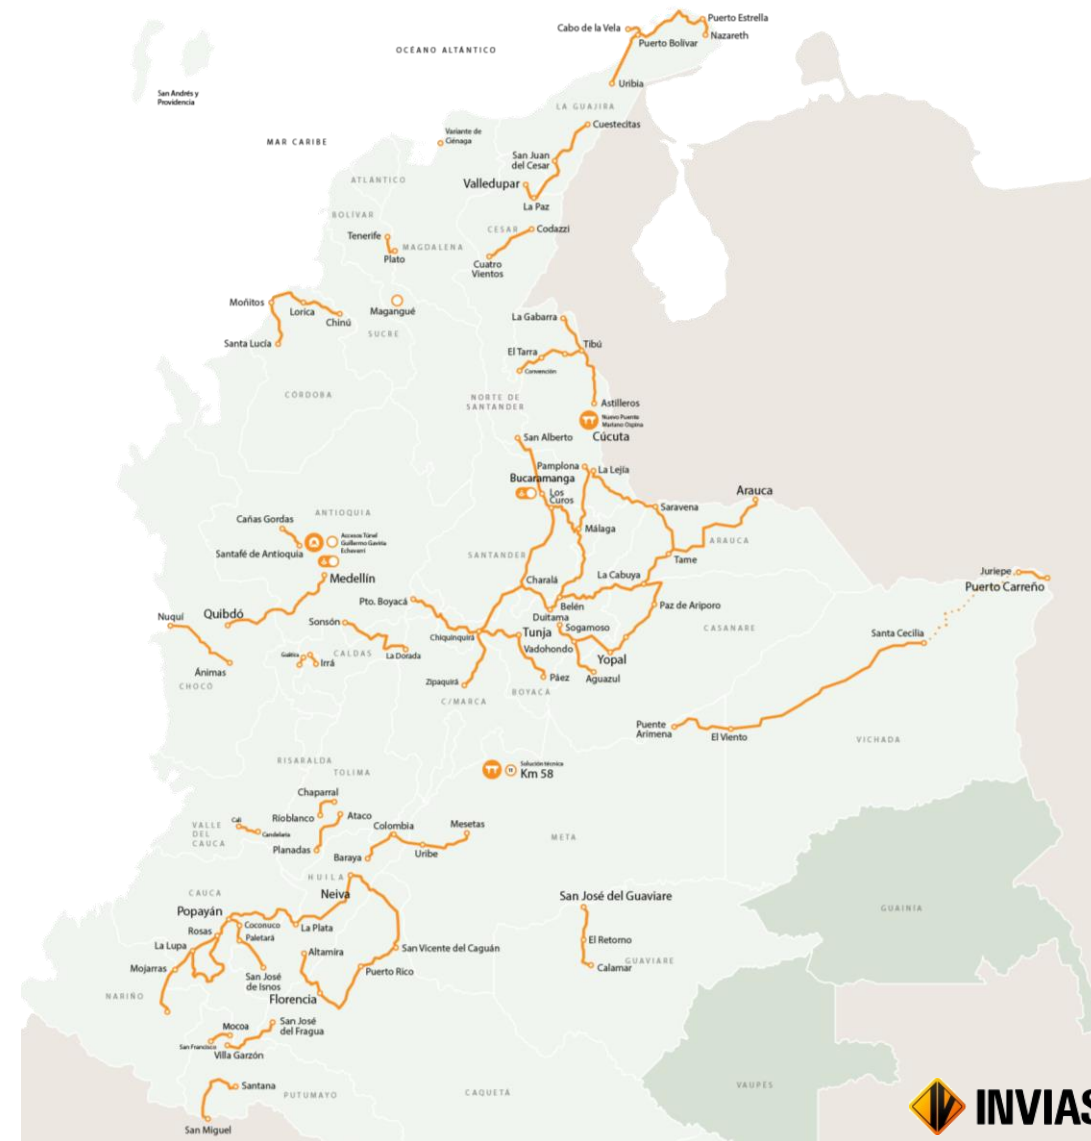 Puerto Estrella
Cabo de la Vela
Nazareth
Puerto Bolívar
OCÉANO ALTÁNTICO
Uribia
San Andrés y
Providencia
LA GUAJIRA
Cuestecitas
Variante de
Ciénaga
MAR CARIBE
San Juan
del Cesar
ATLÁNTICO
Valledupar
La Paz
BOLÍVAR
CESAR
Codazzi
Tenerife
MAGDALENA
Plato
Cuatro
Vientos
Moñitos
Lorica
Magangué
Chinú
La Gabarra
SUCRE
Santa Lucía
El Tarra
Tibú
Convención
CÓRDOBA
NORTE DE
SANTANDER
Astilleros
Nuevo Puente
Mariano Ospina
Cúcuta
San Alberto
Pamplona
La Lejía
Bucaramanga
Los
Curos
Arauca
Saravena
ANTIOQUIA
Cañas Gordas
Málaga
Accesos Túnel
Guillermo Gaviria
Echeverri
ARAUCA
Santafé de Antioquia
SANTANDER
Tame
Medellín
Charalá
La Cabuya
Juriepe
Puerto Carreño
Pto. Boyacá
Belén
Paz de Ariporo
Nuquí
Quibdó
Duitama
Sonsón
Sogamoso
CASANARE
Chiquinquirá
Tunja
Santa Cecilia
Vadohondo
CALDAS
La Dorada
Yopal
Irrá
Ánimas
Zipaquirá
Páez
Aguazul
CHOCÓ
BOYACÁ
C/MARCA
Puente
Arimena
El Viento
VICHADA
RISARALDA
Solución técnica
Km 58
TOLIMA
Chaparral
Rioblanco
Ataco
VALLE
DEL
CAUCA
Cali
Candelaria
Colombia
Mesetas
Planadas
Baraya
Uribe
META
HUILA
Neiva
CAUCA
San José del Guaviare
GUAINÍA
Popayán
Coconuco
La Plata
Rosas
Paletará
El Retorno
La Lupa
Altamira
San Vicente del Caguán
GUAVIARE
Mojarras
San José
de Isnos
Puerto Rico
Calamar
NARIÑO
Florencia
San José
del Fragua
Mocoa
San Francisco
Villa Garzón
Santana
VAUPÉS
PUTUMAYO
CAQUETÁ
INVIAS
San Miguel